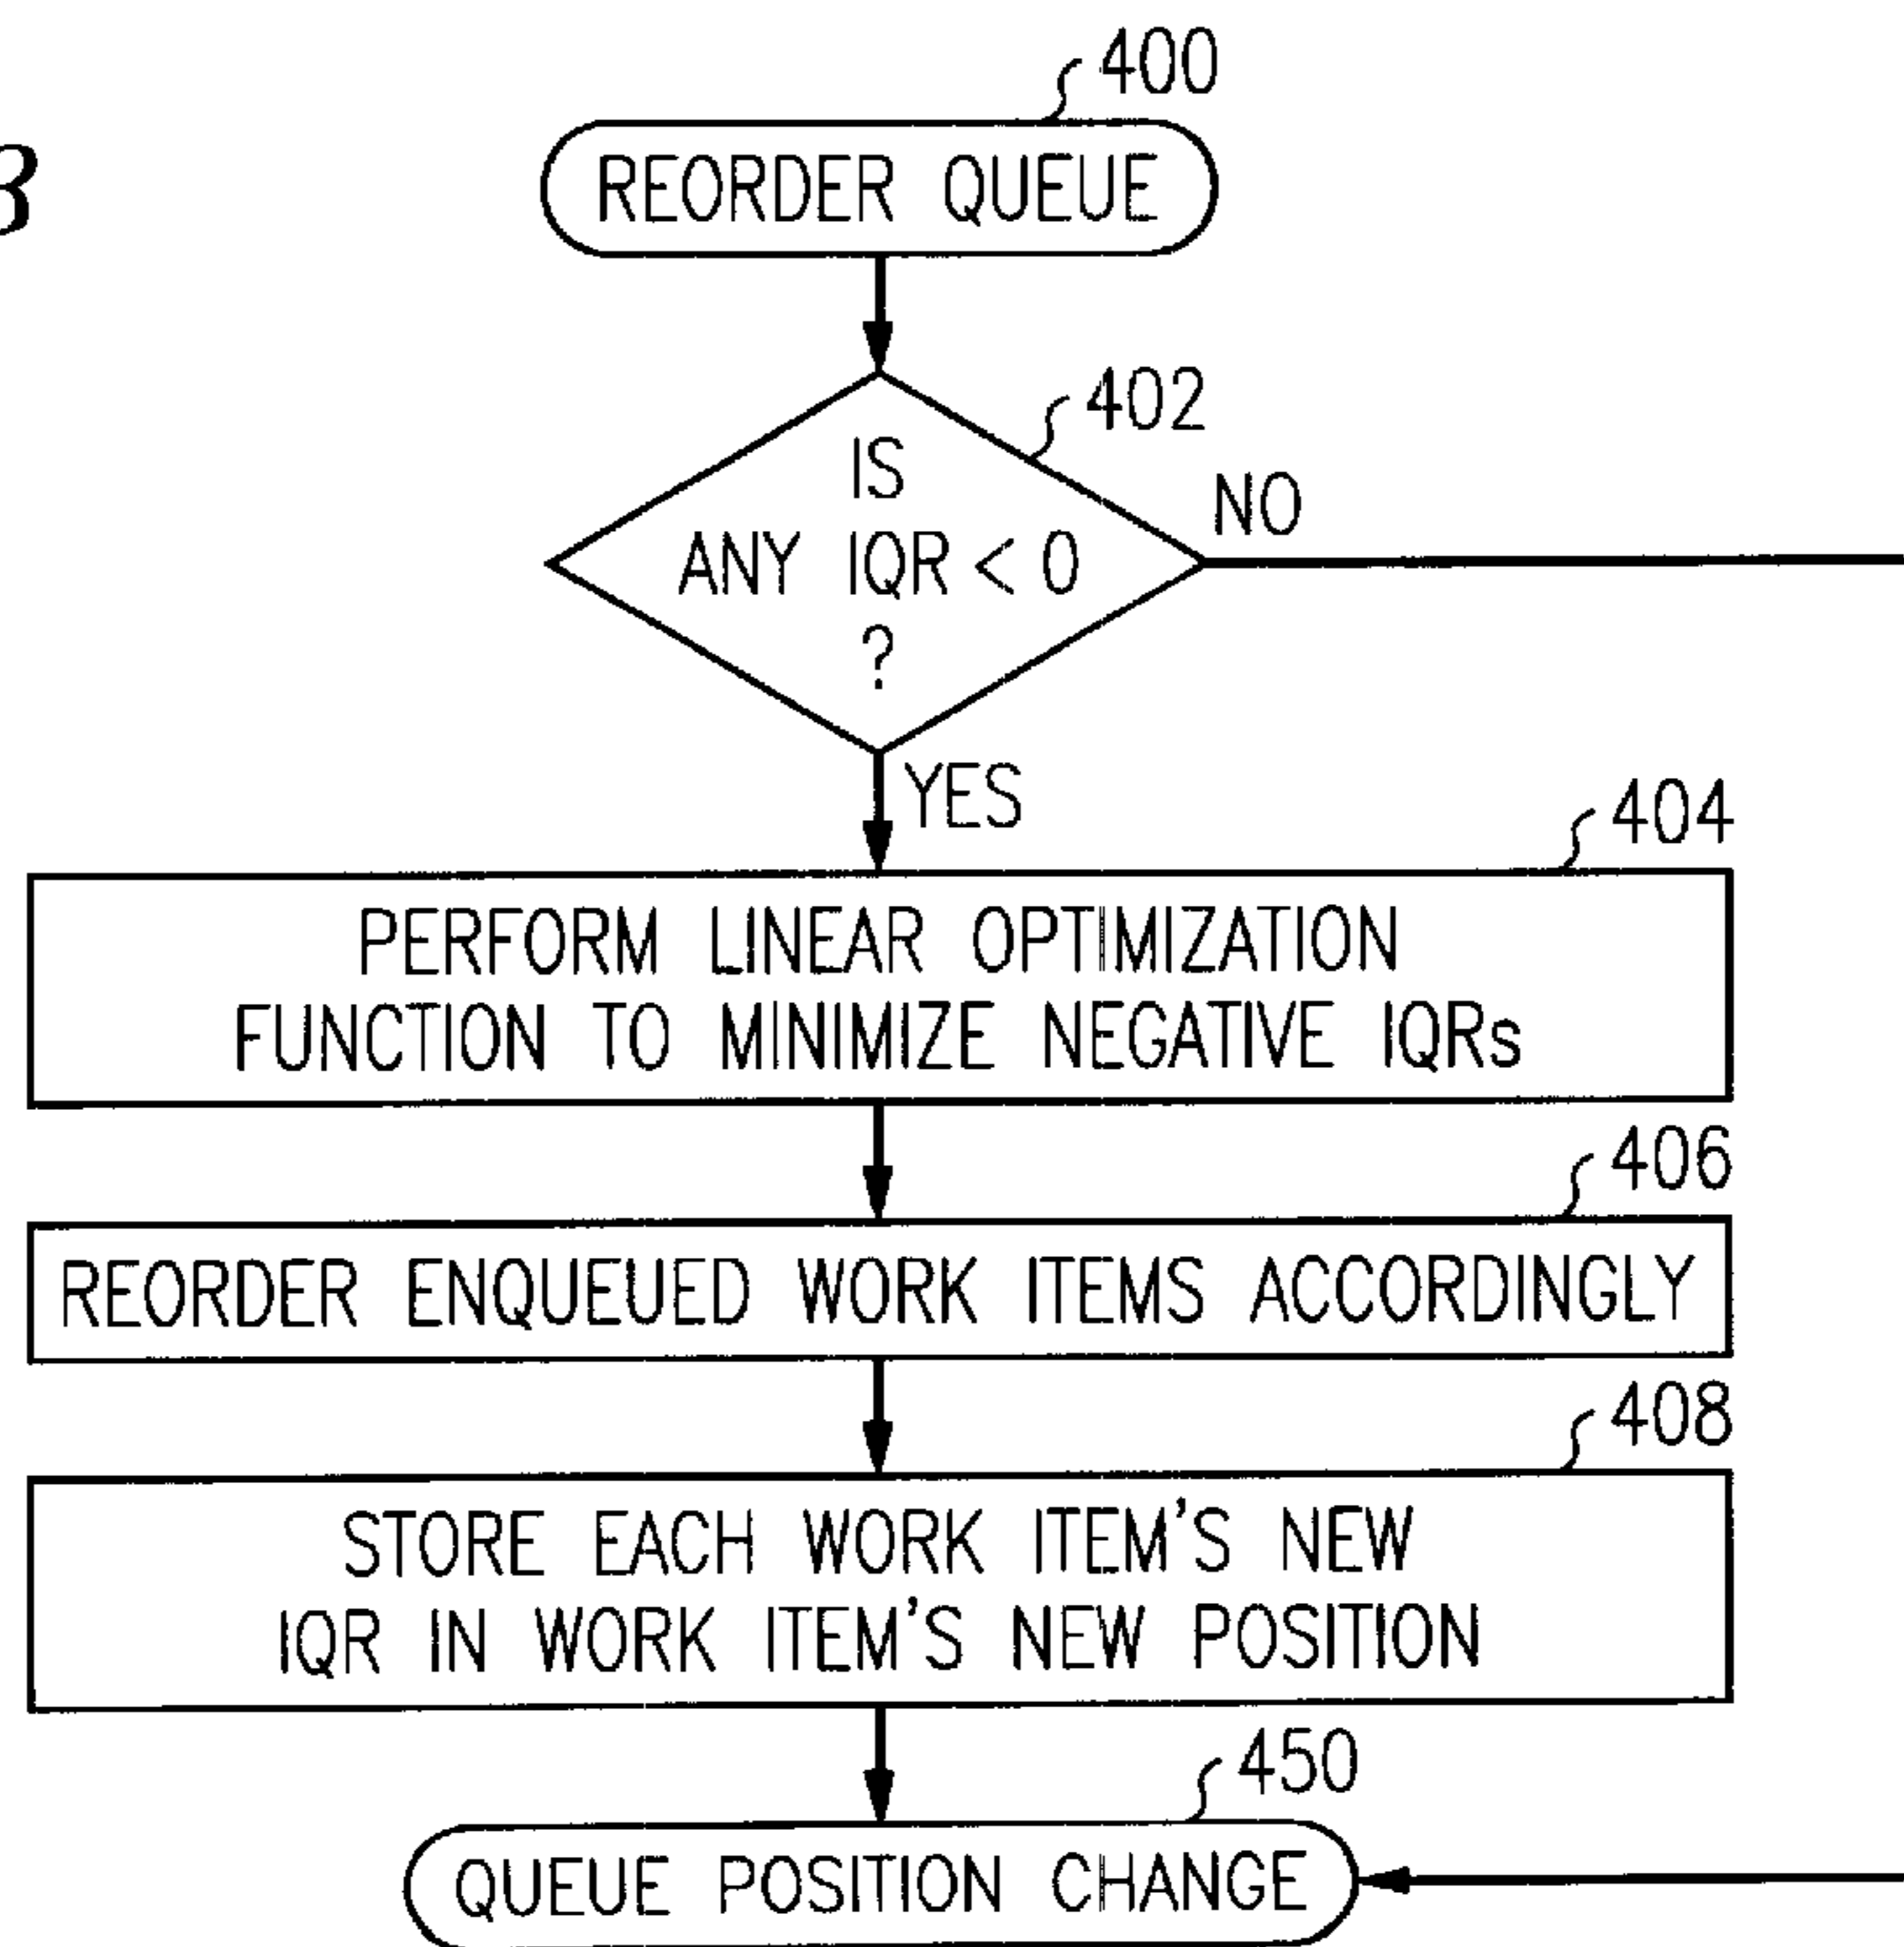 3
400
REORDER QUEUE
402
IS
ANY IQR < 0
?
NO
YES
404
PERFORM LINEAR OPTIMIZATION
FUNCTION TO MINIMIZE NEGATIVE IQRs
406
REORDER ENQUEUED WORK ITEMS ACCORDINGLY
408
STORE EACH WORK ITEM'S NEW
IQR IN WORK ITEM'S NEW POSITION
450
QUEUE POSITION CHANGE